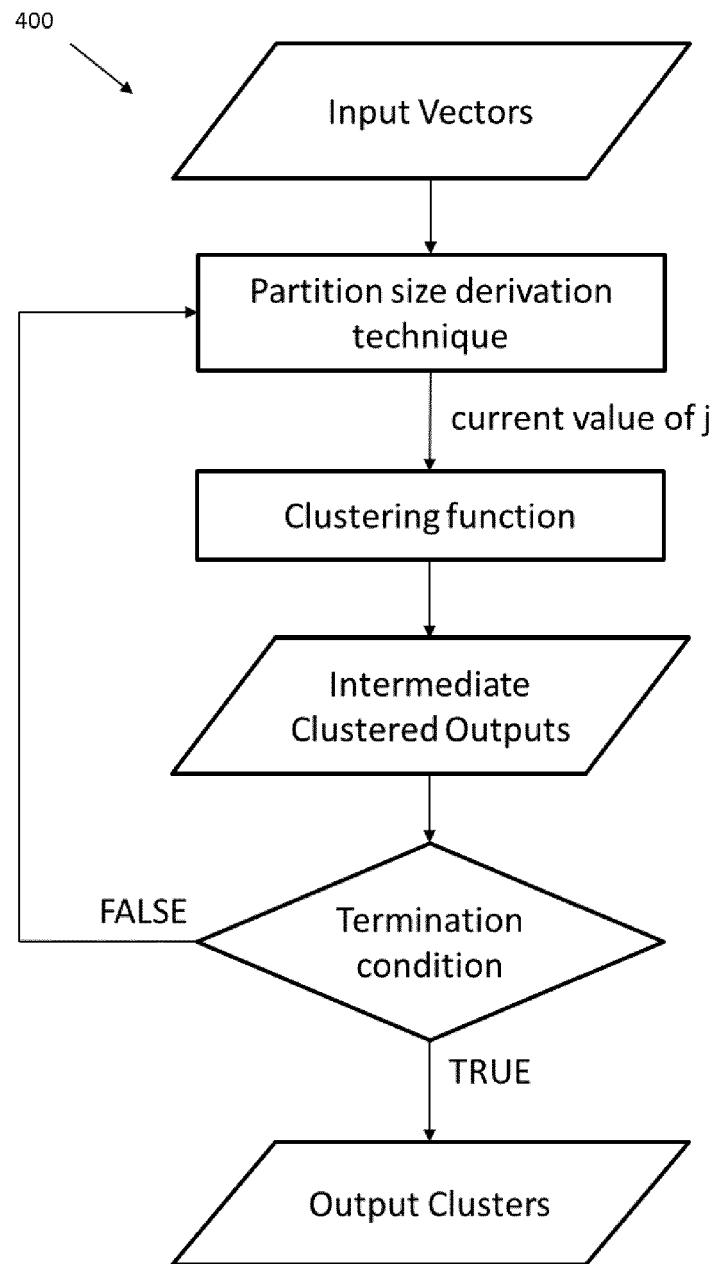 400
Input Vectors
Partition size derivation
technique
current value of j
Clustering function
Intermediate
Clustered Outputs
FALSE
Termination
condition
TRUE
Output Clusters